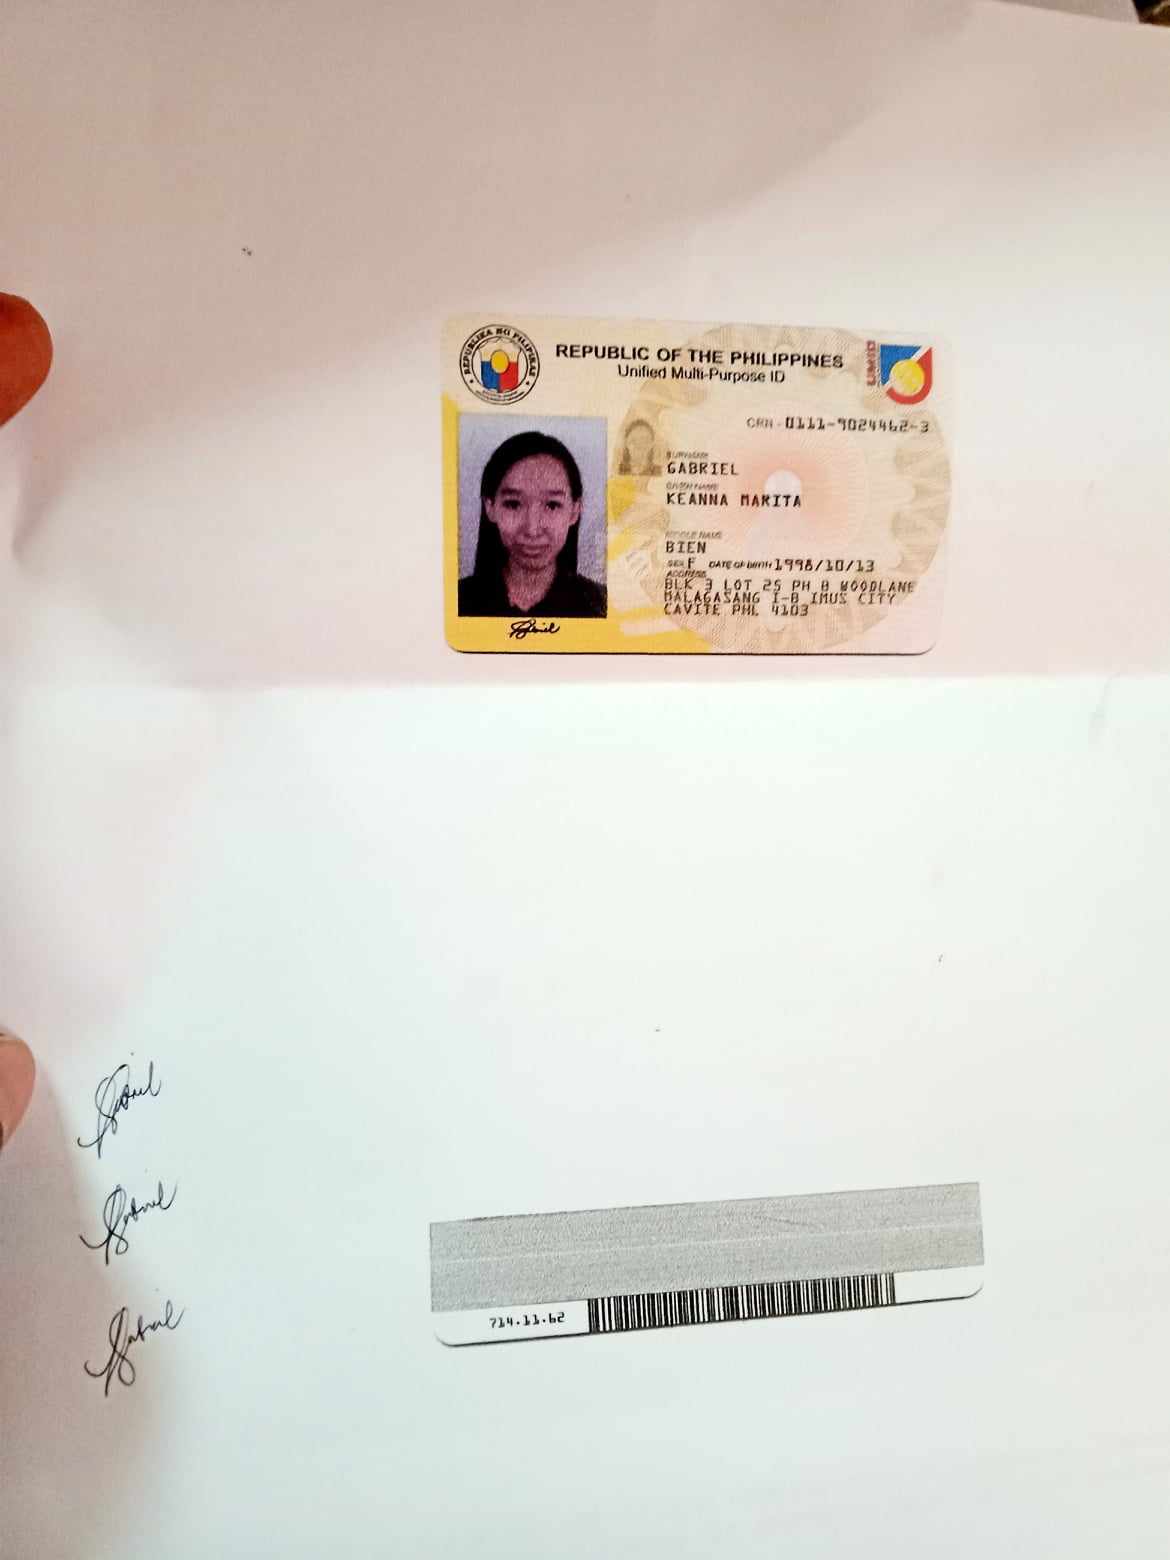 REPUBLIKA NG PILIPINAS
REPUBLIC OF THE PHILIPPINES
Unified Multi-Purpose ID
UMID
CRN - 0111-9024462-3
SURNAME
GABRIEL
GIVEN NAME
KEANNA MARITA
MIDDLE NAME
BIEN
SEX F DATE OF BIRTH 1998/10/13
ADDRESS
BLK 3 LOT 25 PH 8 WOODLANE
MALAGASANG I-B IMUS CITY
CAVITE PHL 4103
Gabriel
Gabriel
Gabriel
Gabriel
714.11.62